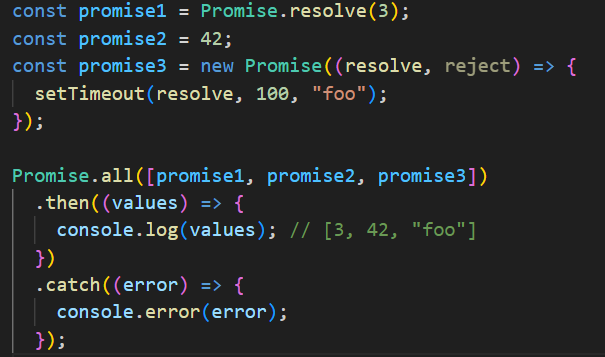 const promise1 = Promise.resolve(3);
const promise2 = 42;
const promise3 = new Promise((resolve, reject) => {
  setTimeout(resolve, 100, "foo");
});

Promise.all([promise1, promise2, promise3])
  .then((values) => {
    console.log(values); // [3, 42, "foo"]
  })
  .catch((error) => {
    console.error(error);
  });